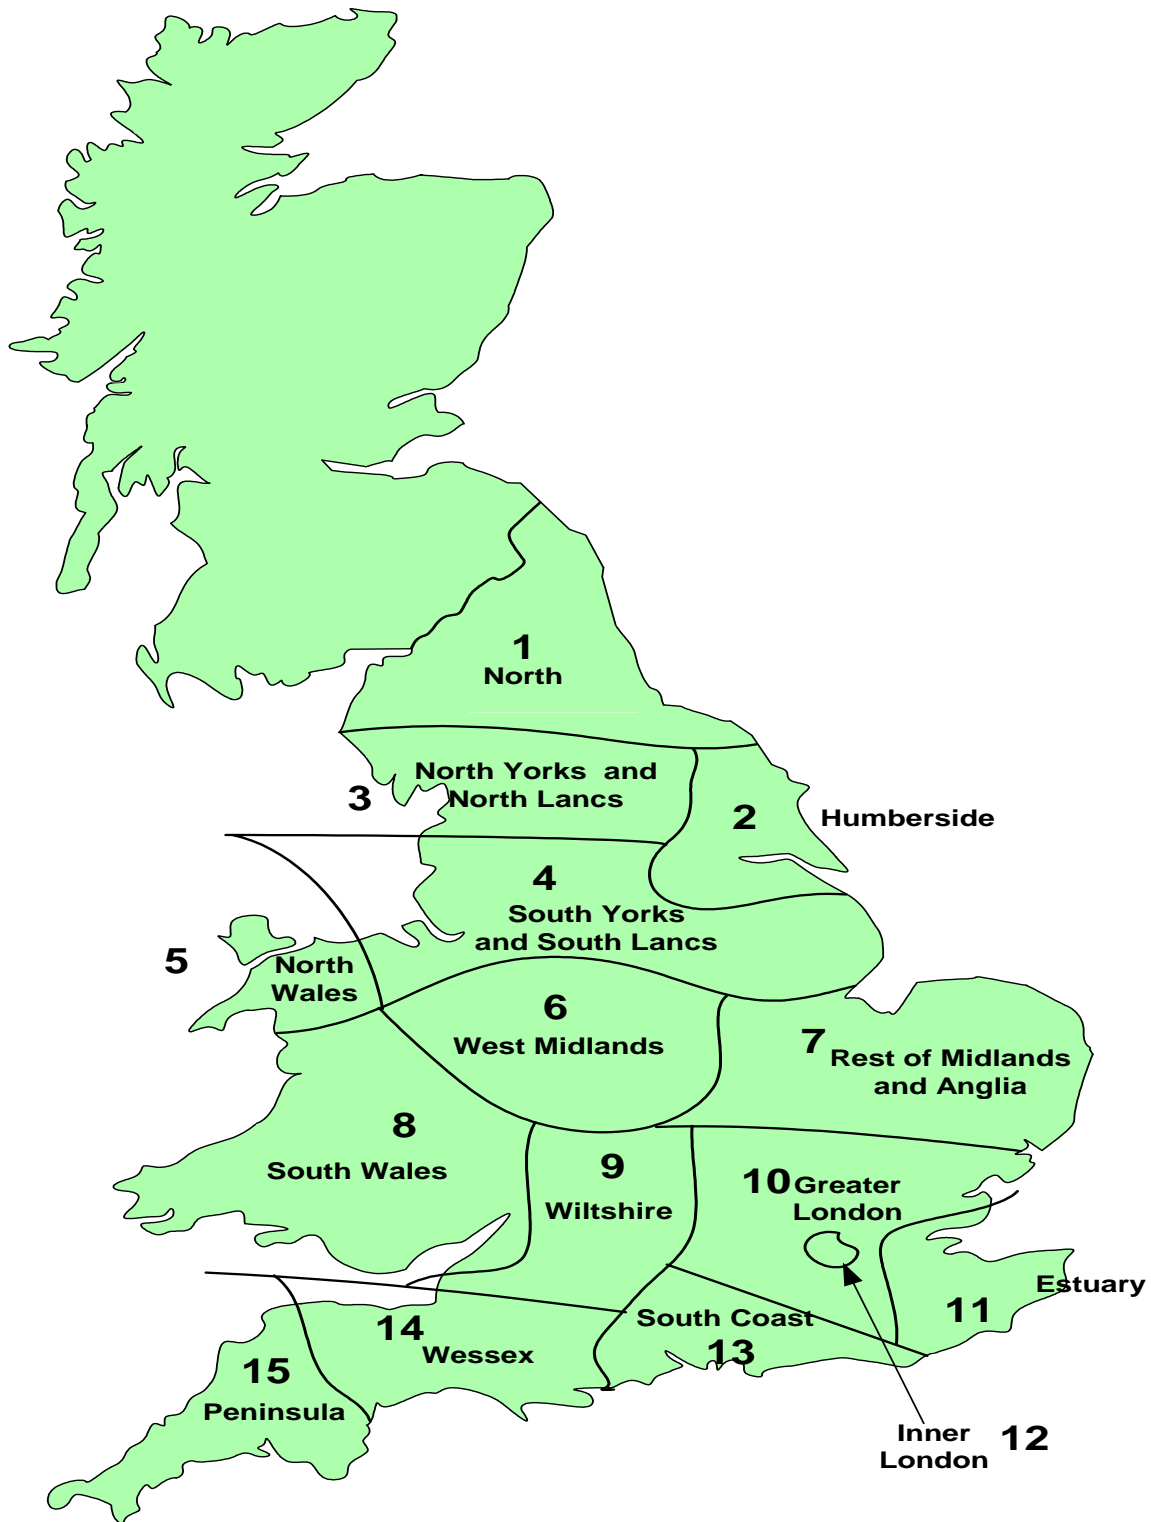 1
North
North Yorks and
North Lancs
3
2
Humberside
4
South Yorks
and South Lancs
5
North
Wales
6
West Midlands
7
Rest of Midlands
and Anglia
8
South Wales
9
Wiltshire
10 Greater
London
Estuary
11
South Coast
13
14
Wessex
15
Peninsula
Inner
London
12